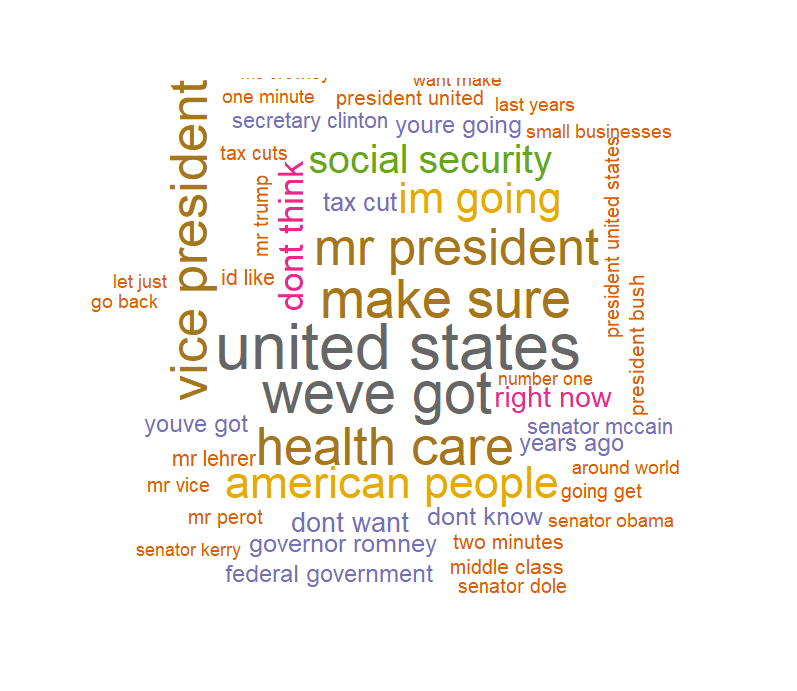 want make
one minute
president united
last years
secretary clinton
youre going
small businesses
tax cuts
social security
vice president
mr trump
dont think
tax cut
im going
president united states
mr president
let just
id like
go back
make sure
president bush
united states
number one
weve got
right now
youve got
senator mccain
health care
years ago
mr lehrer
around world
mr vice
american people
going get
mr perot
dont want
dont know
senator obama
senator kerry
governor romney
two minutes
federal government
middle class
senator dole